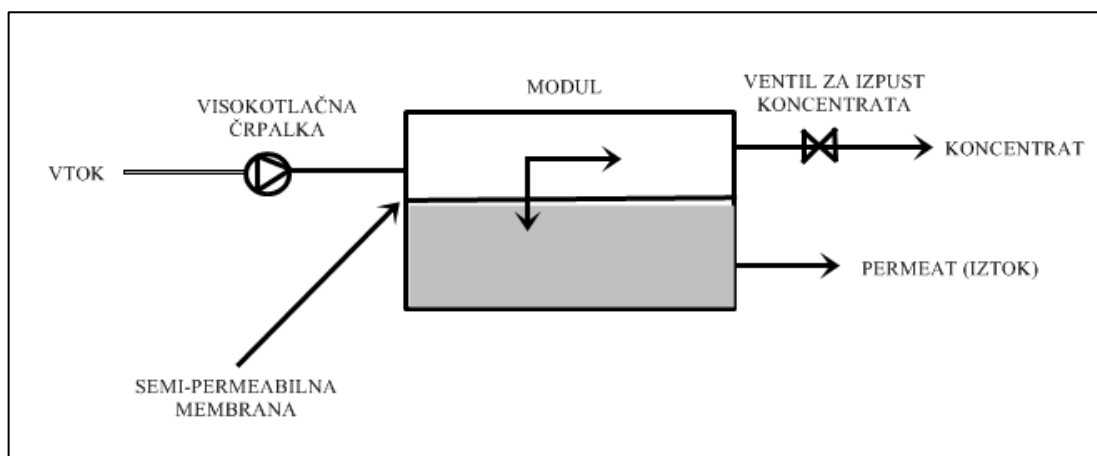 VISOKOTLAČNA
ČRPALKA
MODUL
VENTIL ZA IZPUST
KONCENTRATA
VTOK
KONCENTRAT
PERMEAT (IZTOK)
SEMI-PERMEABILNA
MEMBRANA